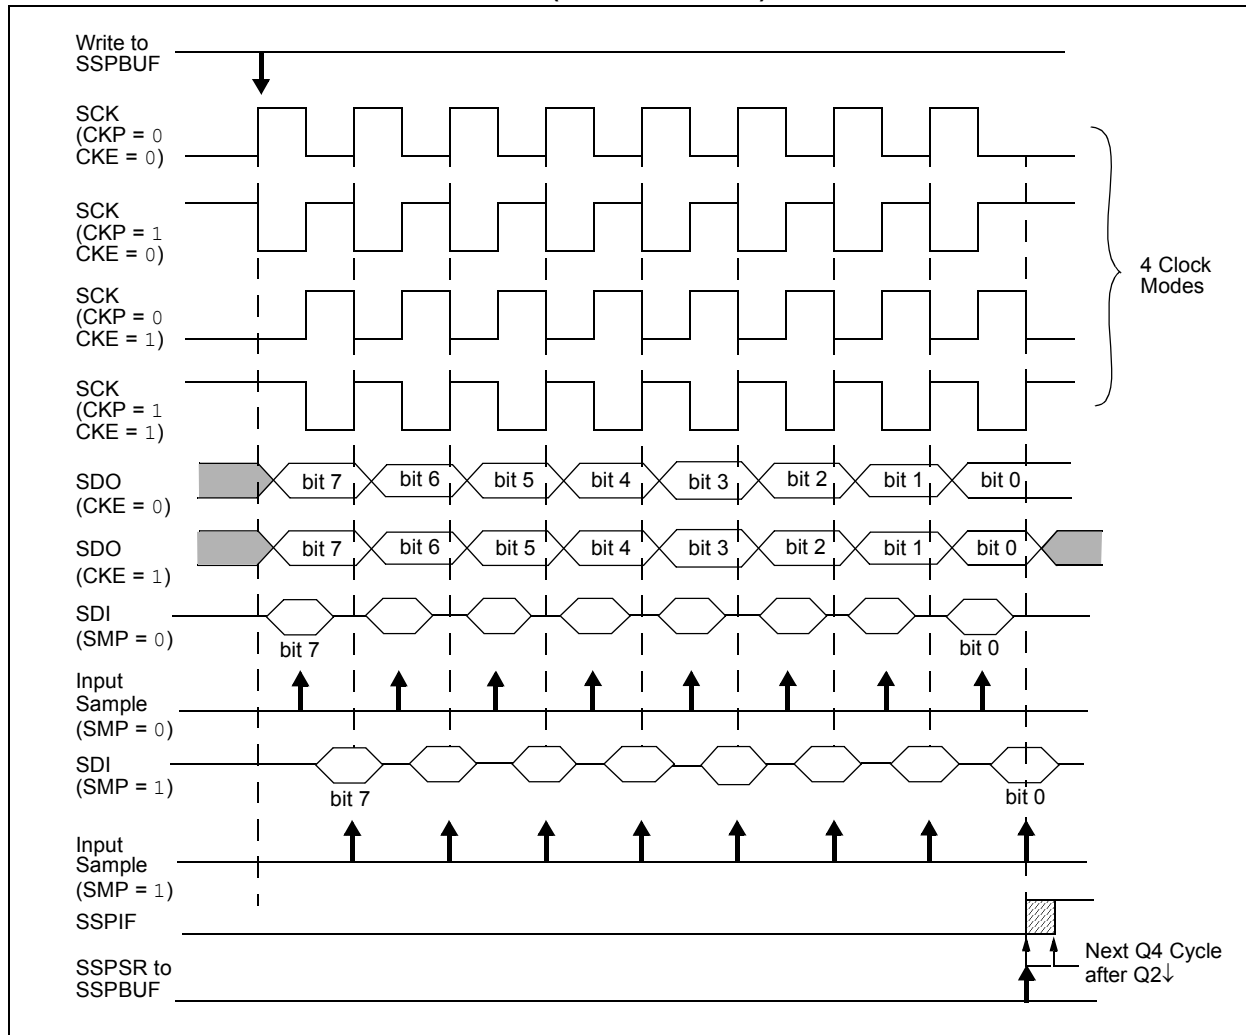 Write to
SSPBUF
SCK
(CKP = 0
CKE = 0)
SCK
(CKP = 1
CKE = 0)
SCK
(CKP = 0
CKE = 1)
SCK
(CKP = 1
CKE = 1)
4 Clock
Modes
SDO
(CKE = 0)
bit 7 bit 6 bit 5 bit 4 bit 3 bit 2 bit 1 bit 0
SDO
(CKE = 1)
bit 7 bit 6 bit 5 bit 4 bit 3 bit 2 bit 1 bit 0
SDI
(SMP = 0)
bit 7 bit 0
Input
Sample
(SMP = 0)
SDI
(SMP = 1)
bit 7 bit 0
Input
Sample
(SMP = 1)
SSPIF
Next Q4 Cycle
after Q2↓
SSPSR to
SSPBUF